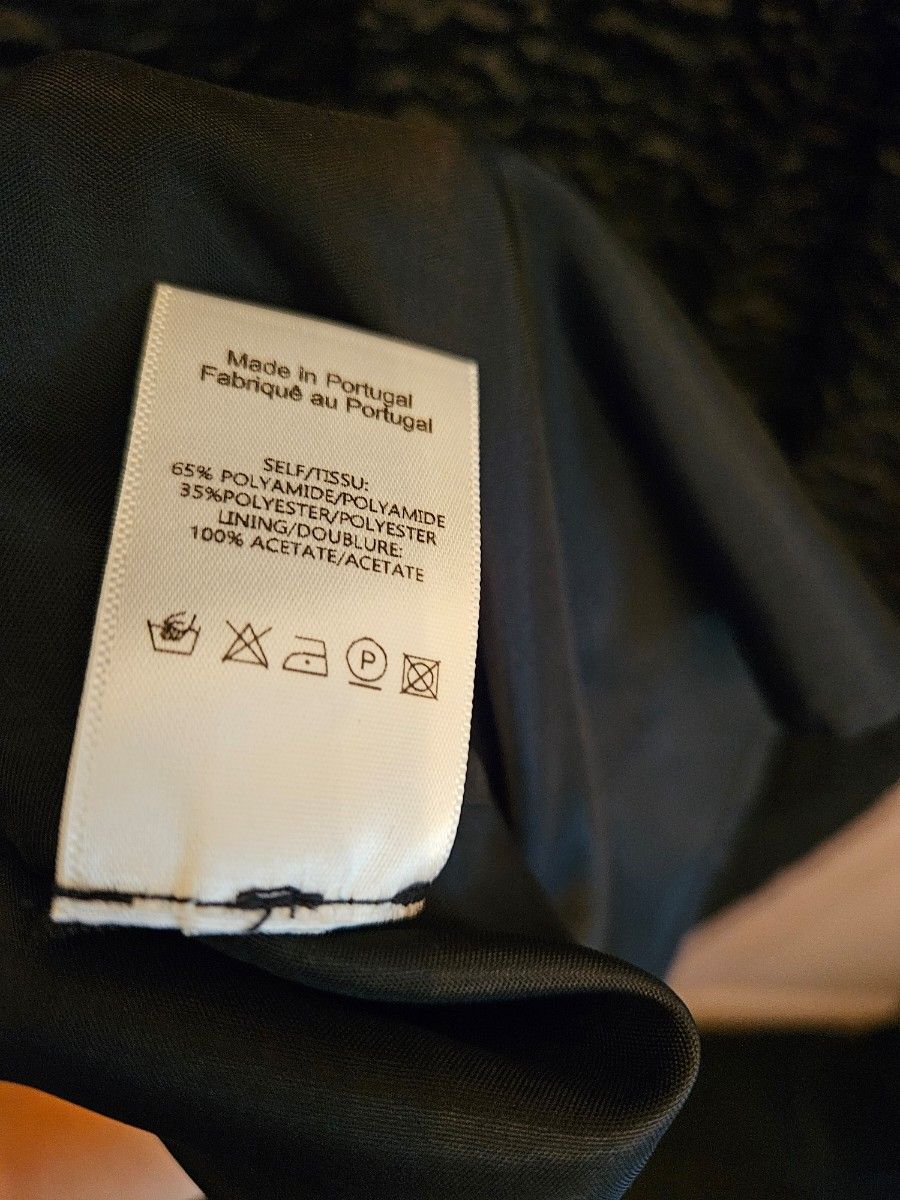 Made in Portugal
Fabriquê au Portugal
SELF/TISSU:
65% POLYAMIDE/POLYAMIDE
35%POLYESTER/POLYESTER
LINING/DOUBLURE:
100% ACETATE/ACETATE
P